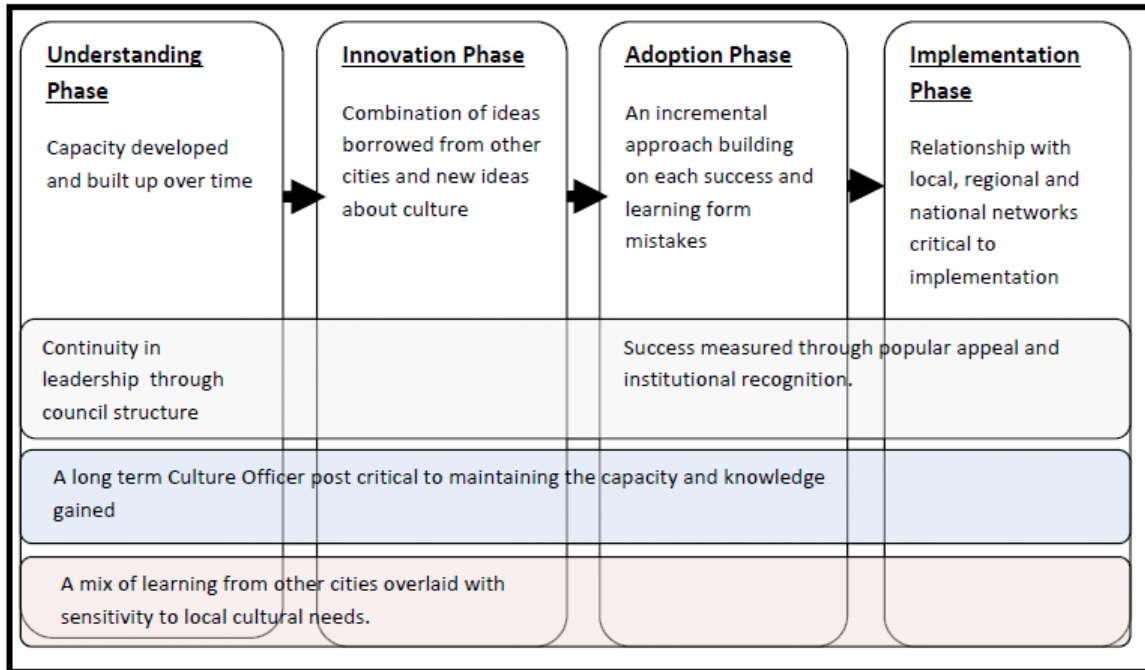 Understanding
Phase
Capacity developed
and built up over time
Innovation Phase
Combination of ideas
borrowed from other
cities and new ideas
about culture
Adoption Phase
An incremental
approach building
on each success and
learning form
mistakes
Implementation
Phase
Relationship with
local, regional and
national networks
critical to
implementation
Continuity in
leadership through
council structure
Success measured through popular appeal and
institutional recognition.
A long term Culture Officer post critical to maintaining the capacity and knowledge
gained
A mix of learning from other cities overlaid with
sensitivity to local cultural needs.